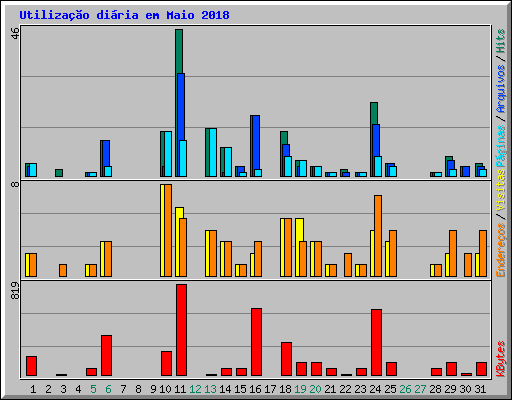 Utilização diária em Maio 2018
46
8
819
Endereços / Visitas Páginas / Arquivos / Hits
KBytes
1 2 3 4 5 6 7 8 9 10 11 12 13 14 15 16 17 18 19 20 21 22 23 24 25 26 27 28 29 30 31